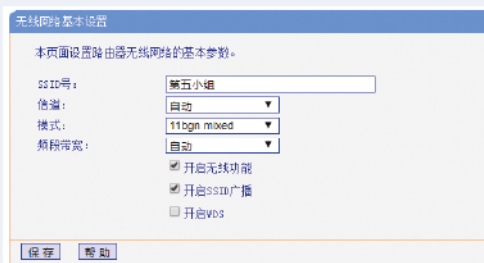 无线网络基本设置
本页面设置路由器无线网络的基本参数。
SSID号： 第五小组
信道： 自动
模式： 11bgn mixed
频段带宽： 自动
开启无线功能
开启SSID广播
开启WDS
保存 帮助